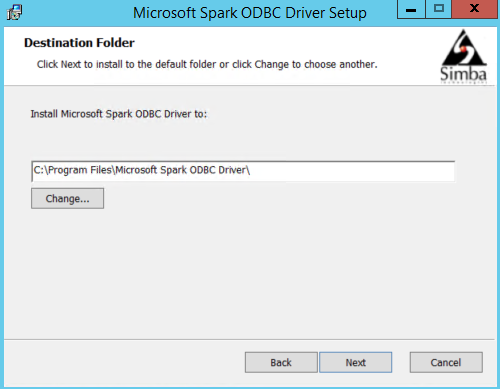 Microsoft Spark ODBC Driver Setup
Destination Folder
Click Next to install to the default folder or click Change to choose another.
Simba
Install Microsoft Spark ODBC Driver to:
C:\Program Files\Microsoft Spark ODBC Driver\
Change...
Back Next Cancel